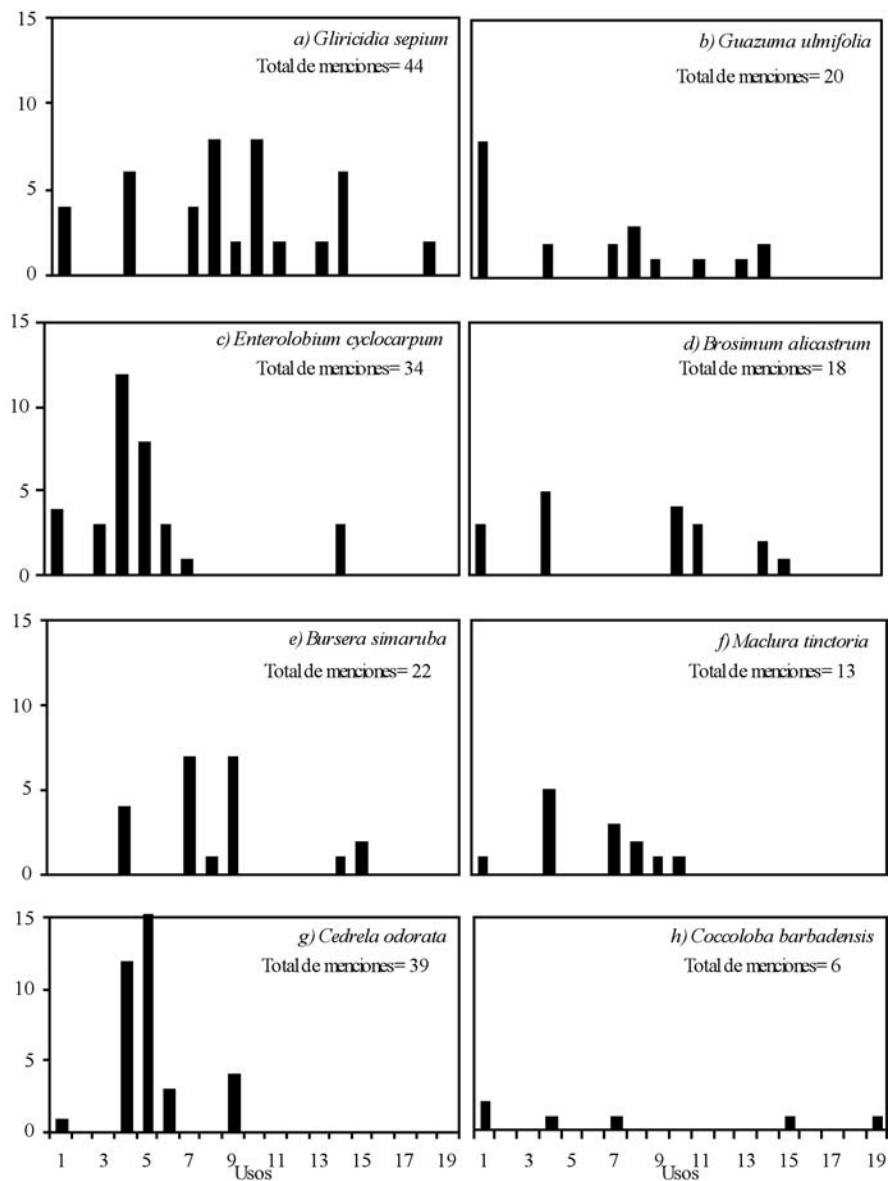 15
10
5
0
a) Gliricidia sepium
Total de menciones= 44
b) Guazuma ulmifolia
Total de menciones= 20
15
10
5
0
c) Enterolobium cyclocarpum
Total de menciones= 34
d) Brosimum alicastrum
Total de menciones= 18
15
10
5
0
e) Bursera simaruba
Total de menciones= 22
f) Maclura tinctoria
Total de menciones= 13
15
10
5
0
g) Cedrela odorata
Total de menciones= 39
h) Coccoloba barbadensis
Total de menciones= 6
1 3 5 7 9 11 13 15 17 19
Usos
1 3 5 7 9 11 13 15 17 19
Usos